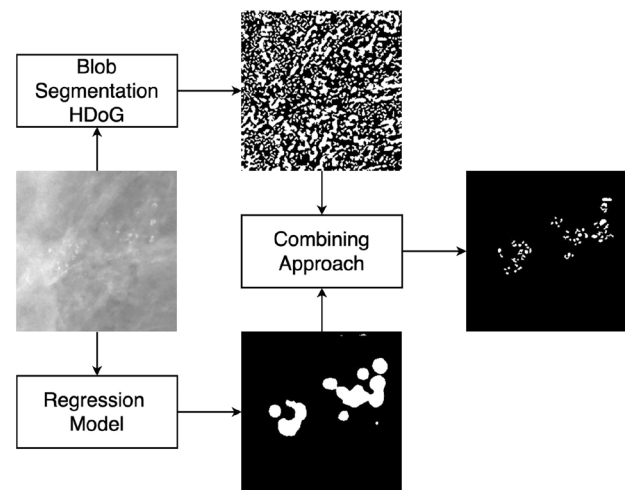 Blob
Segmentation
HDoG
Combining
Approach
Regression
Model